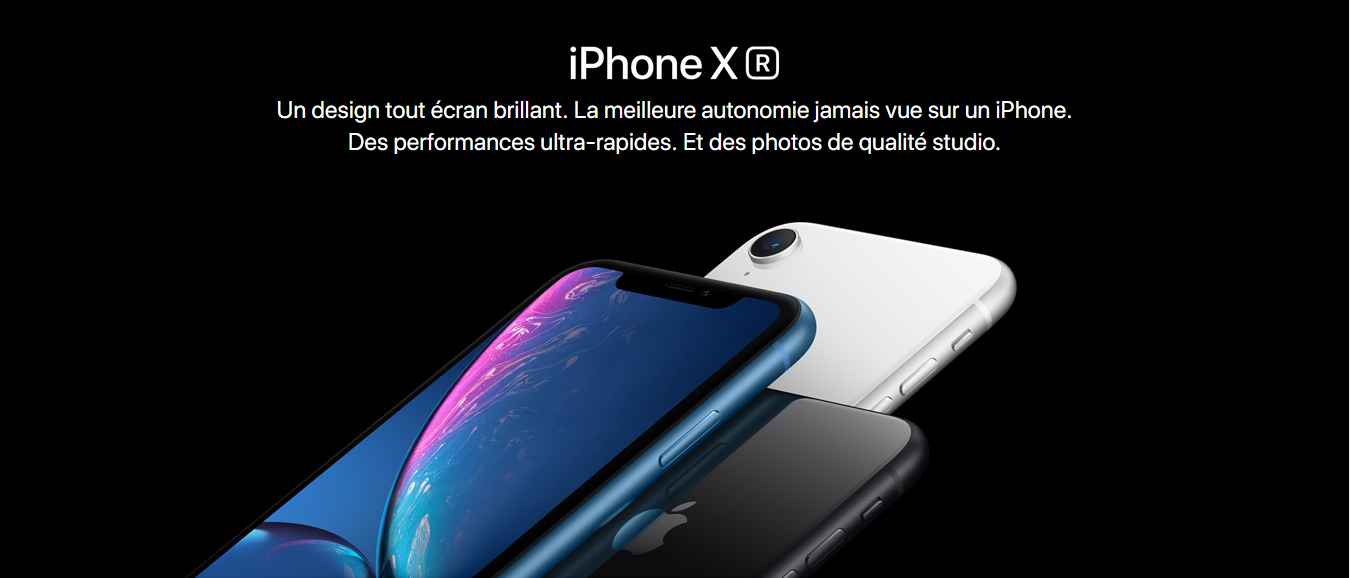 iPhone XR
Un design tout écran brillant. La meilleure autonomie jamais vue sur un iPhone.
Des performances ultra-rapides. Et des photos de qualité studio.